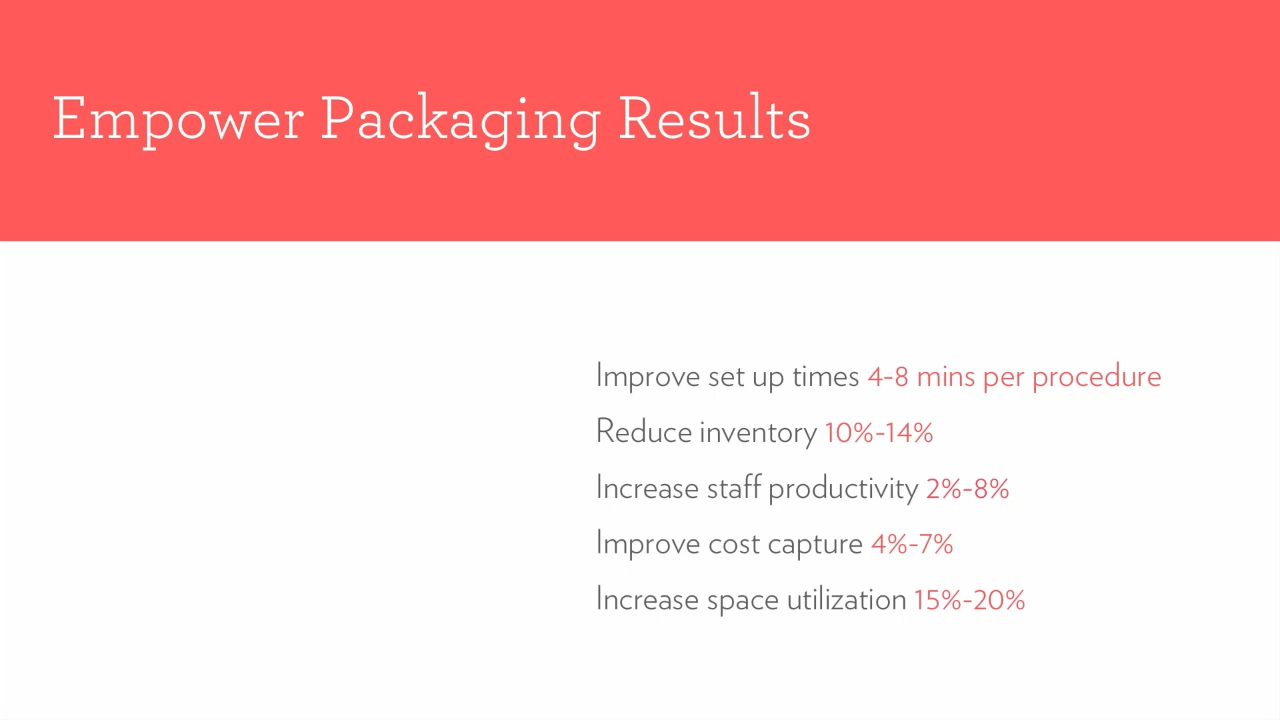 Empower Packaging Results
Improve set up times 4-8 mins per procedure
Reduce inventory 10%-14%
Increase staff productivity 2%-8%
Improve cost capture 4%-7%
Increase space utilization 15%-20%